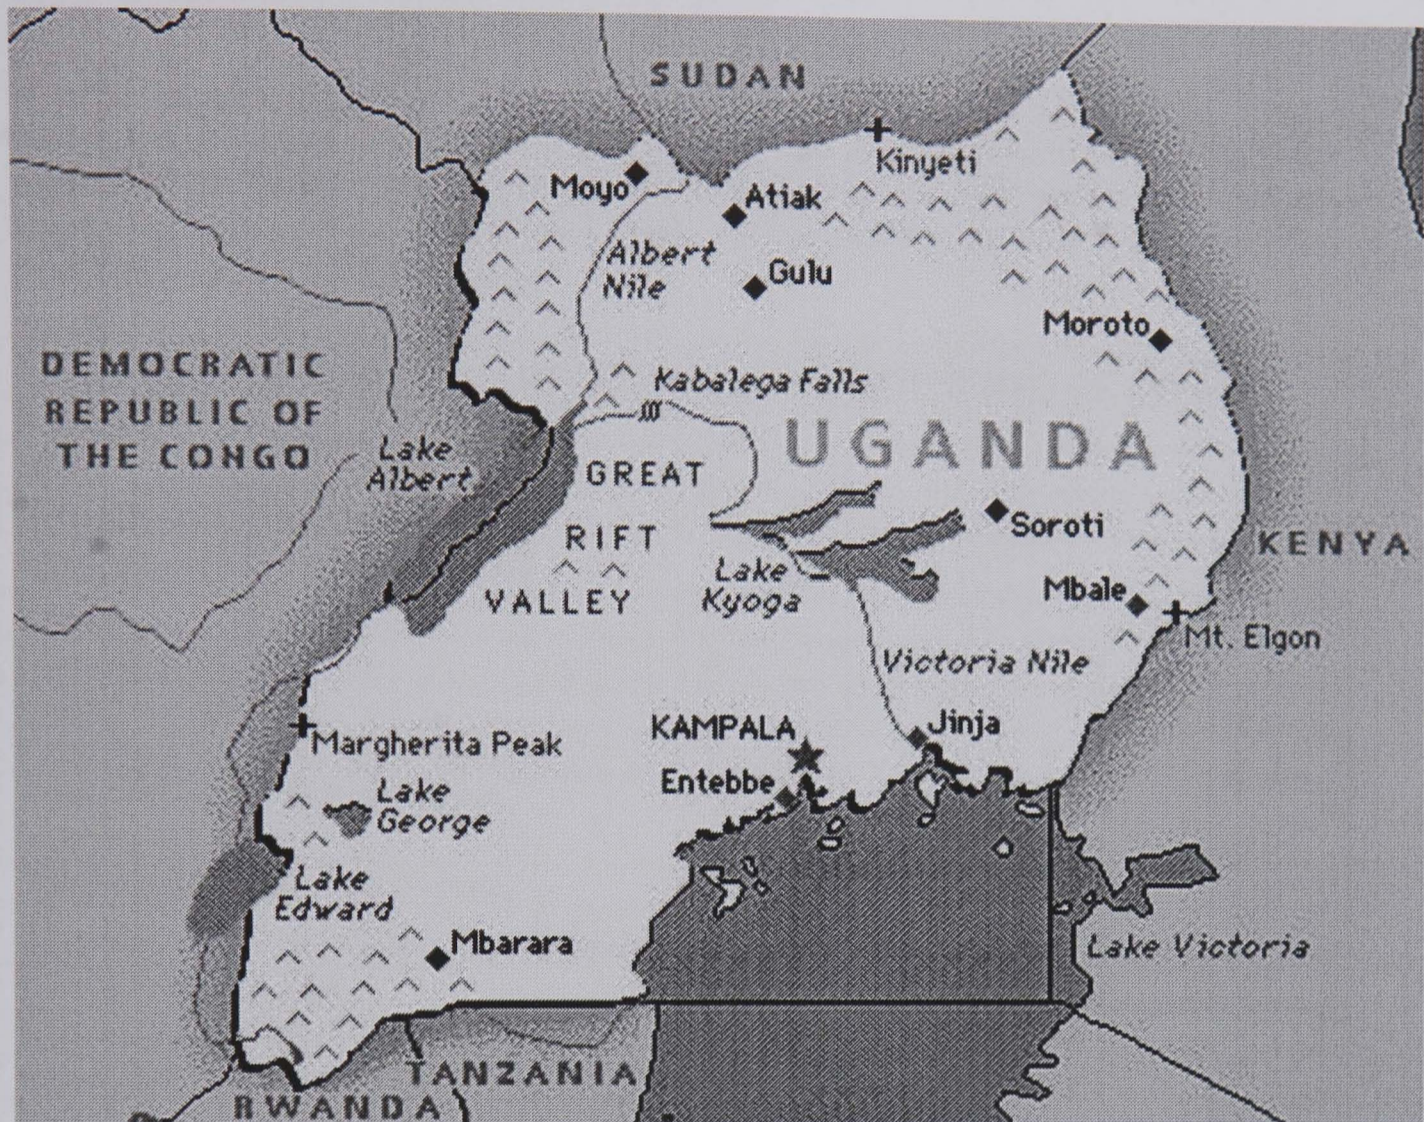 SUDAN
Kinyeti
Moyo
Atiak
Albert
Nile
Gulu
Moroto
DEMOCRATIC
REPUBLIC OF
THE CONGO
Kabalega Falls
UGANDA
Lake
Albert
GREAT
RIFT
VALLEY
Soroti
KENYA
Lake
Kyoga
Mbale
Mt. Elgon
Victoria Nile
KAMPALA
Jinja
Margherita Peak
Entebbe
Lake
George
Lake
Edward
Mbarara
Lake Victoria
TANZANIA
RWANDA